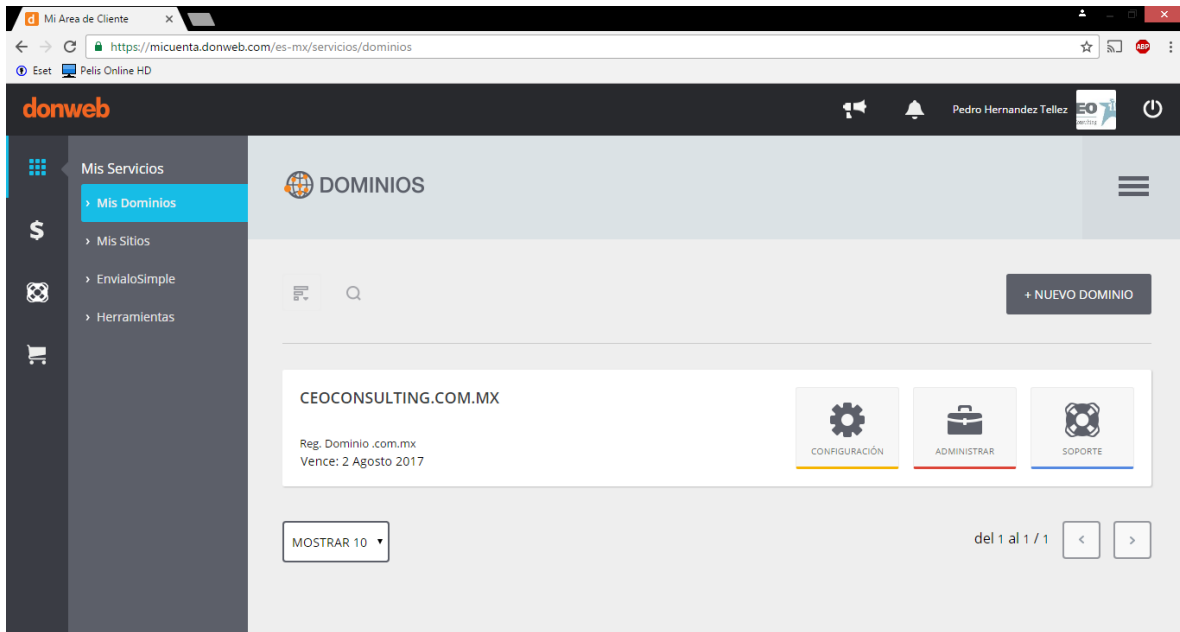 Mi Area de Cliente
https://micuenta.donweb.com/es-mx/servicios/dominios
ABP
Eset Pelis Online HD
donweb
Pedro Hernandez Tellez
EO
Mis Servicios
› Mis Dominios
› Mis Sitios
› EnvialoSimple
› Herramientas
DOMINIOS
+ NUEVO DOMINIO
CEOCONSULTING.COM.MX
Reg. Dominio .com.mx
Vence: 2 Agosto 2017
CONFIGURACIÓN
ADMINISTRAR
SOPORTE
MOSTRAR 10
del 1 al 1 / 1